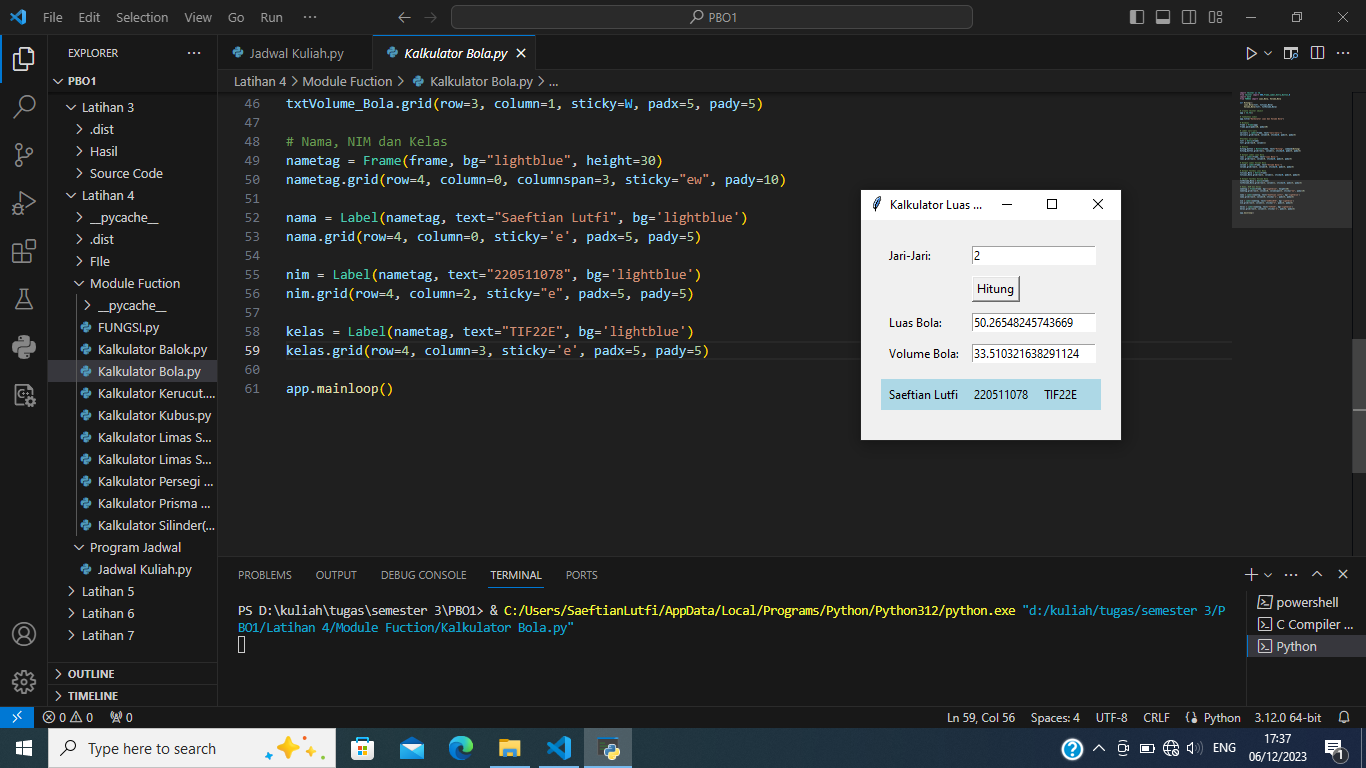 File Edit Selection View Go Run ··· PBO1
EXPLORER ···
PBO1
Latihan 3
.dist
Hasil
Source Code
Latihan 4
__pycache__
.dist
FIle
Module Fuction
__pycache__
FUNGSI.py
Kalkulator Balok.py
Kalkulator Bola.py
Kalkulator Kerucut....
Kalkulator Kubus.py
Kalkulator Limas S...
Kalkulator Limas S...
Kalkulator Persegi ...
Kalkulator Prisma ...
Kalkulator Silinder(...
Program Jadwal
Jadwal Kuliah.py
Latihan 5
Latihan 6
Latihan 7
OUTLINE
TIMELINE
Jadwal Kuliah.py Kalkulator Bola.py
Latihan 4 > Module Fuction > Kalkulator Bola.py > ...
46 txtVolume_Bola.grid(row=3, column=1, sticky=W, padx=5, pady=5)
47
48 # Nama, NIM dan Kelas
49 nametag = Frame(frame, bg="lightblue", height=30)
50 nametag.grid(row=4, column=0, columnspan=3, sticky="ew", pady=10)
51
52 nama = Label(nametag, text="Saeftian Lutfi", bg='lightblue')
53 nama.grid(row=4, column=0, sticky='e', padx=5, pady=5)
54
55 nim = Label(nametag, text="220511078", bg='lightblue')
56 nim.grid(row=4, column=2, sticky="e", padx=5, pady=5)
57
58 kelas = Label(nametag, text="TIF22E", bg='lightblue')
59 kelas.grid(row=4, column=3, sticky='e', padx=5, pady=5)
60
61 app.mainloop()
Kalkulator Luas ...
Jari-Jari: 2
Hitung
Luas Bola: 50.26548245743669
Volume Bola: 33.510321638291124
Saeftian Lutfi 220511078 TIF22E
PROBLEMS OUTPUT DEBUG CONSOLE TERMINAL PORTS
PS D:\kuliah\tugas\semester 3\PBO1> & C:/Users/SaeftianLutfi/AppData/Local/Programs/Python/Python312/python.exe "d:/kuliah/tugas/semester 3/P
BO1/Latihan 4/Module Fuction/Kalkulator Bola.py"
powershell
C Compiler ...
Python
0 0 0 Ln 59, Col 56 Spaces: 4 UTF-8 CRLF Python 3.12.0 64-bit
Type here to search ENG 17:37
06/12/2023 1